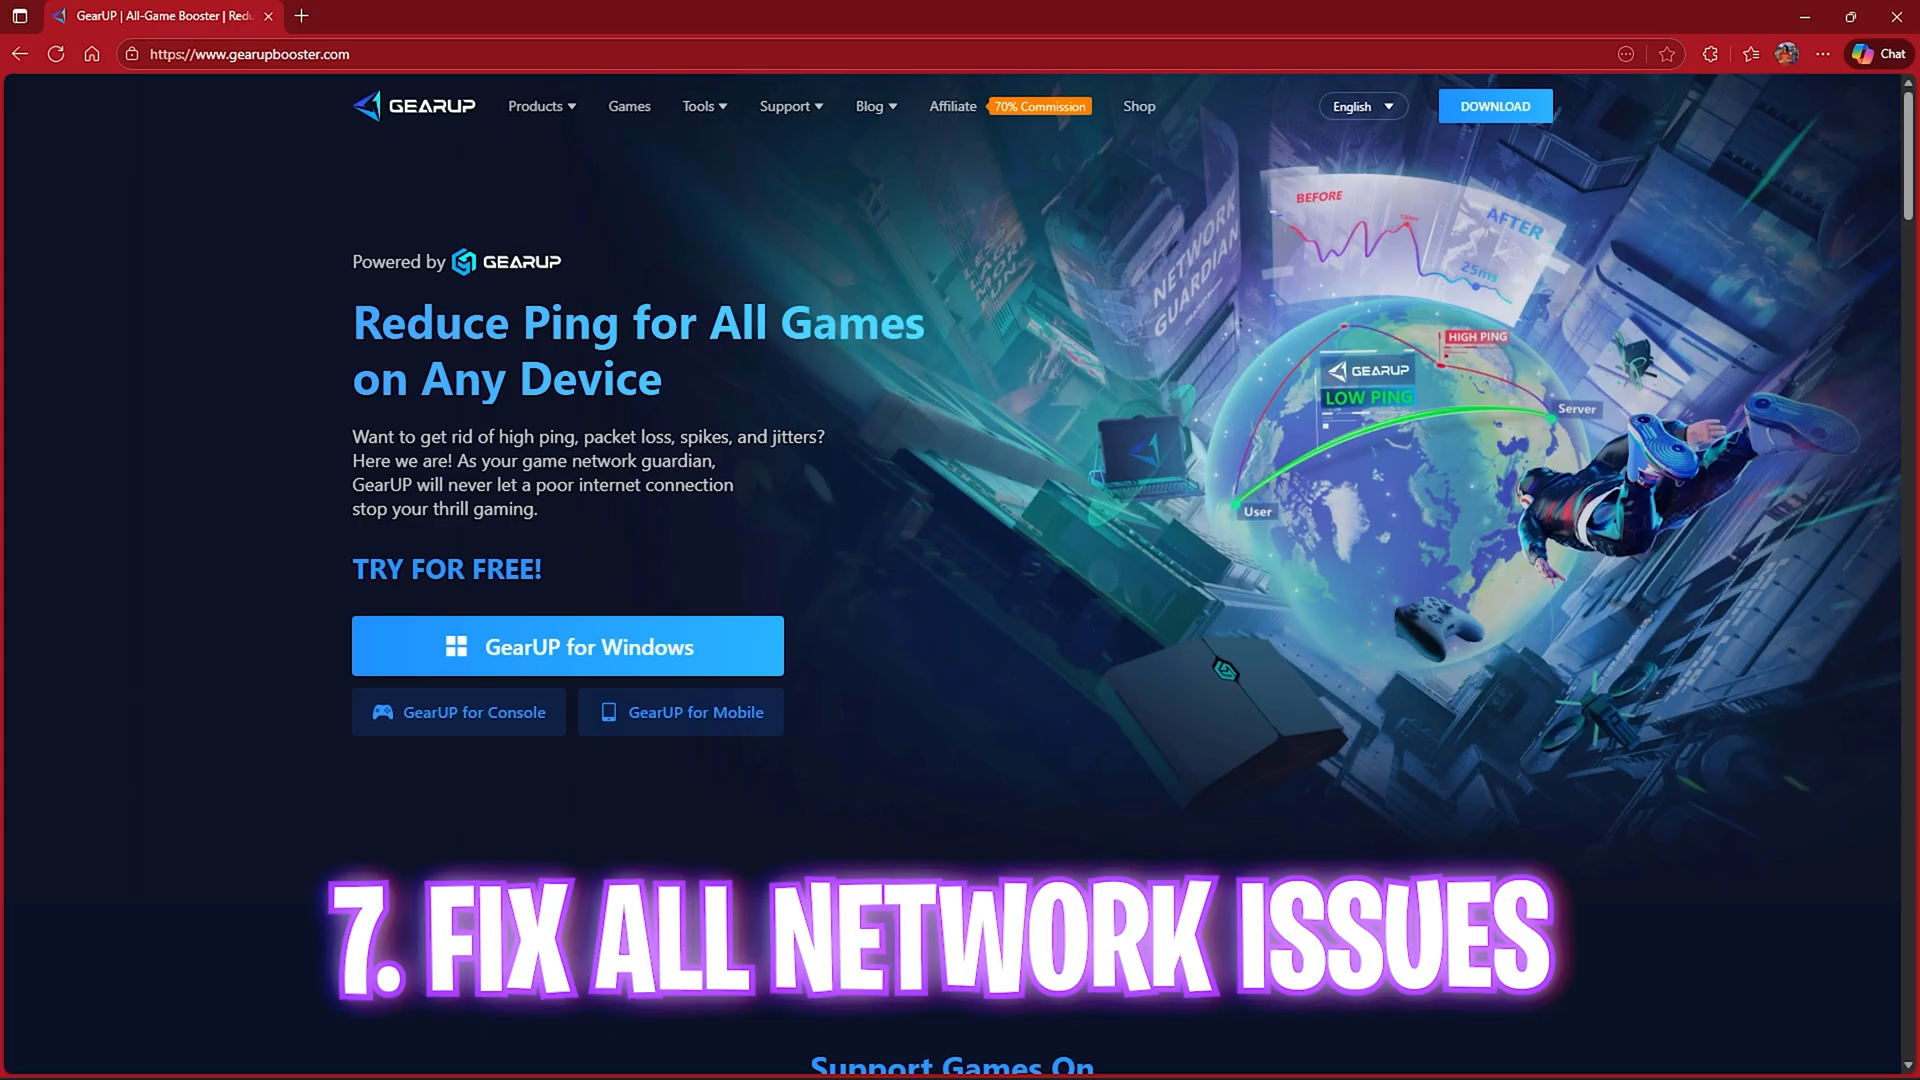 GearUP | All-Game Booster | Redu
https://www.gearupbooster.com
Chat
GEARUP
Products
Games
Tools
Support
Blog
Affiliate
70% Commission
Shop
English
DOWNLOAD
BEFORE
AFTER
25ms
NETWORK
GUARDIAN
LEAD
MORE
FUN
Powered by GEARUP
Reduce Ping for All Games
on Any Device
HIGH PING
GEARUP
LOW PING
Server
User
Want to get rid of high ping, packet loss, spikes, and jitters?
Here we are! As your game network guardian,
GearUP will never let a poor internet connection
stop your thrill gaming.
TRY FOR FREE!
GearUP for Windows
GearUP for Console
GearUP for Mobile
7. FIX ALL NETWORK ISSUES
Support Games On